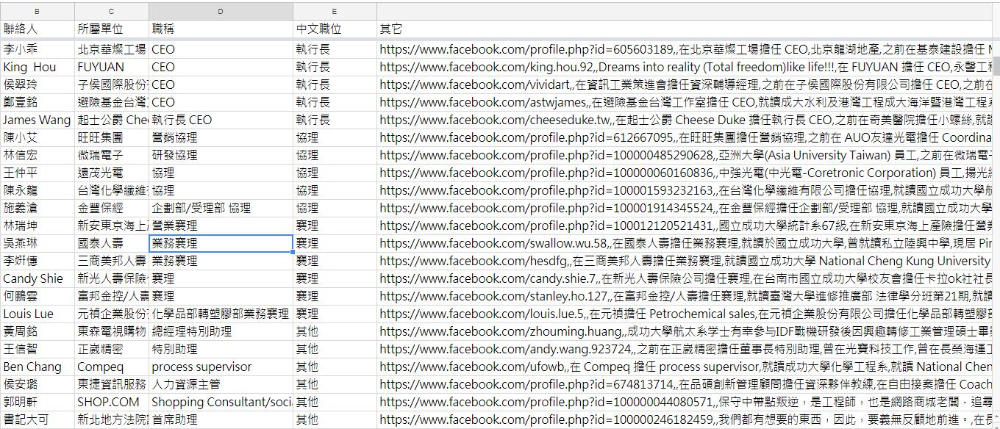 B C D E
聯絡人 所屬單位 職稱 中文職位 其它
李小乖 北京華燦工場 CEO 執行長 https://www.facebook.com/profile.php?id=605603189,,在北京華燦工場擔任 CEO,北京龍湖地產,之前在基泰建設擔任
King Hou FUYUAN CEO 執行長 https://www.facebook.com/king.hou.92,,Dreams into reality (Total freedom)like life!!!,在 FUYUAN 擔任 CEO,永馨工程
侯翠玲 子侯國際股份 CEO 執行長 https://www.facebook.com/vividart,,在資訊工業策進會擔任資深輔導經理,之前在子侯國際股份有限公司擔任 CEO,之前在
鄭壹銘 避險基金台灣 CEO 執行長 https://www.facebook.com/astwjames,,在避險基金台灣工作室擔任 CEO,就讀成大水利及港灣工程成大海洋暨港灣工程系
James Wang 起士公爵 Chee 執行長 CEO 執行長 https://www.facebook.com/cheeseduke.tw,,在起士公爵 Cheese Duke 擔任執行長 CEO,之前在奇美醫院擔任小螺絲,就讀
陳小艾 旺旺集團 營銷協理 協理 https://www.facebook.com/profile.php?id=612667095,,在旺旺集團擔任營銷協理,之前在 AUO友達光電擔任 Coordina
林信宏 微瑞電子 研發協理 協理 https://www.facebook.com/profile.php?id=100000485290628,,亞洲大學(Asia University Taiwan) 員工,之前在微瑞電子
王仲平 遠茂光電 協理 協理 https://www.facebook.com/profile.php?id=100000060160836,,中強光電(中光電-Coretronic Corporation) 員工,揚光
陳永龍 台灣化學纖維 協理 協理 https://www.facebook.com/profile.php?id=100001593232163,,在台灣化學纖維有限公司擔任協理,就讀國立成功大學
施義滄 金豐保經 企劃部/受理部 協理 協理 https://www.facebook.com/profile.php?id=100001914345524,,在金豐保經擔任企劃部/受理部 協理,就讀國立成功大
林瑞坤 新安東京海上 營業襄理 襄理 https://www.facebook.com/profile.php?id=100012120521431,,國立成功大學統計系67級,在新安東京海上產險擔任營
吳燕琳 國泰人壽 業務襄理 襄理 https://www.facebook.com/swallow.wu.58,,在國泰人壽擔任業務襄理,就讀於國立成功大學,曾就讀私立陸興中學,現居 Pin
李妍憓 三商美邦人壽 業務襄理 襄理 https://www.facebook.com/hesdfg,,在三商美邦人壽擔任業務襄理,就讀國立成功大學 National Cheng Kung University
Candy Shie 新光人壽保險 襄理 襄理 https://www.facebook.com/candy.shie.7,,在新光人壽保險公司擔任襄理,在台南市國立成功大學校友會擔任卡拉ok社社長
何鵬雲 富邦金控/人壽 襄理 襄理 https://www.facebook.com/stanley.ho.127,,在富邦金控/人壽擔任襄理,就讀臺灣大學進修推廣部 法律學分班第21期,就讀
Louis Lue 元禎企業股份 化學品部轉塑膠部業務襄理 襄理 https://www.facebook.com/louis.lue.5,,在元禎擔任 Petrochemical sales,在元禎企業股份有限公司擔任化學品部轉塑膠部
黃周銘 東森電視購物 總經理特別助理 其他 https://www.facebook.com/zhouming.huang,,成功大學航太系学士有幸参与IDF戰機研發後因興趣轉修工業管理碩士畢
王信智 正崴精密 特別助理 其他 https://www.facebook.com/andy.wang.923724,,之前在正崴精密擔任董事長特別助理,曾在光寶科技工作,曾在長榮海運工
Ben Chang Compeq process supervisor 其他 https://www.facebook.com/ufowb,,在 Compeq 擔任 process supervisor,就讀成功大學化學工程系,就讀 National Chen
侯安璐 東捷資訊服務 人力資源主管 其他 https://www.facebook.com/profile.php?id=674813714,,在品碩創新管理顧問擔任資深夥伴教練,在自由接案擔任 Coach
郭明軒 SHOP.COM Shopping Consultant/soci 其他 https://www.facebook.com/profile.php?id=100000044080571,,保守中帶點叛逆，是工程師，也是網路商城老闆．追尋
書記大可 新北地方法院 首席助理 其他 https://www.facebook.com/profile.php?id=100000246182459,,我們都有想要的東西，因此，要義無反顧地前進。,在長